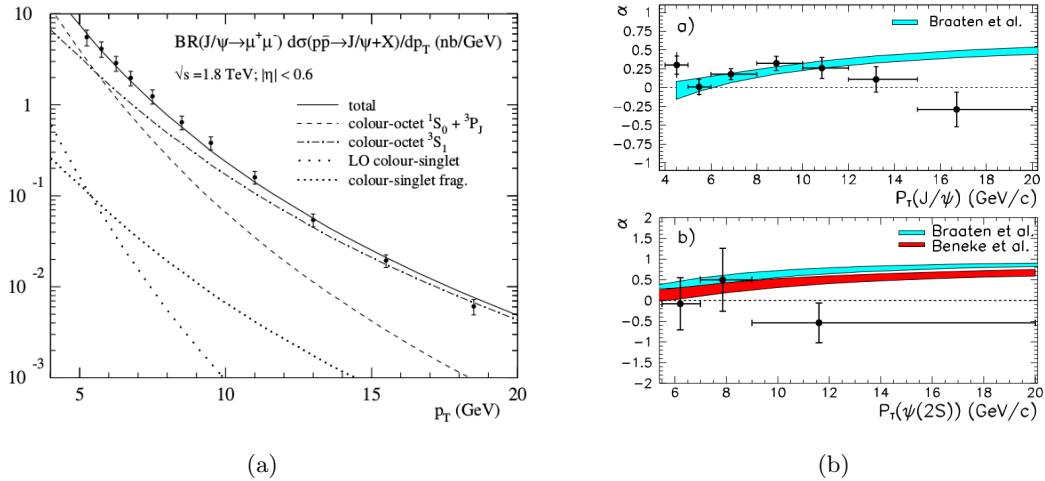 BR(J/ψ→μ⁺μ⁻) dσ(pp̄→J/ψ+X)/dp_T (nb/GeV)
√s =1.8 TeV; |η| < 0.6
total
colour-octet ¹S₀ + ³P_J
colour-octet ³S₁
LO colour-singlet
colour-singlet frag.
10
1
10⁻¹
10⁻²
10⁻³
5 10 15 20
p_T (GeV)
(a)
α
a)
Braaten et al.
1
0.75
0.5
0.25
0
-0.25
-0.5
-0.75
-1
4 6 8 10 12 14 16 18 20
P_T(J/ψ) (GeV/c)
α
b)
Braaten et al.
Beneke et al.
2
1.5
1
0.5
0
-0.5
-1
-1.5
-2
6 8 10 12 14 16 18 20
P_T(ψ(2S)) (GeV/c)
(b)